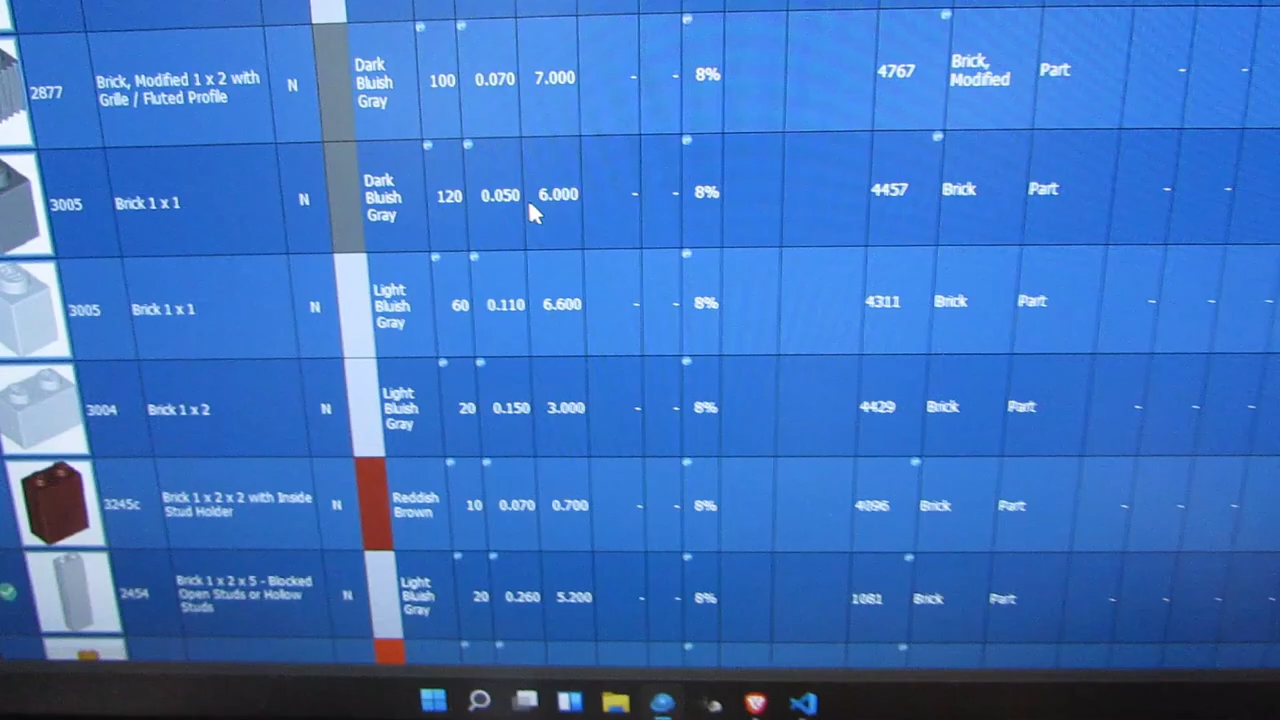 2877 Brick, Modified 1 x 2 with Grille / Fluted Profile N Dark Bluish Gray 100 0.070 7.000 - - 8% 4767 Brick, Modified Part - -
3005 Brick 1 x 1 N Dark Bluish Gray 120 0.050 6.000 - - 8% 4457 Brick Part - -
3005 Brick 1 x 1 N Light Bluish Gray 60 0.110 6.600 - - 8% 4311 Brick Part - - -
3004 Brick 1 x 2 N Light Bluish Gray 20 0.150 3.000 - - 8% 4429 Brick Part - - -
3245c Brick 1 x 2 x 2 with Inside Stud Holder N Reddish Brown 10 0.070 0.700 - - 8% 4096 Brick Part - - -
2454 Brick 1 x 2 x 5 - Blocked Open Studs or Hollow Studs N Light Bluish Gray 20 0.260 5.200 - - 8% 1081 Brick Part - - - -